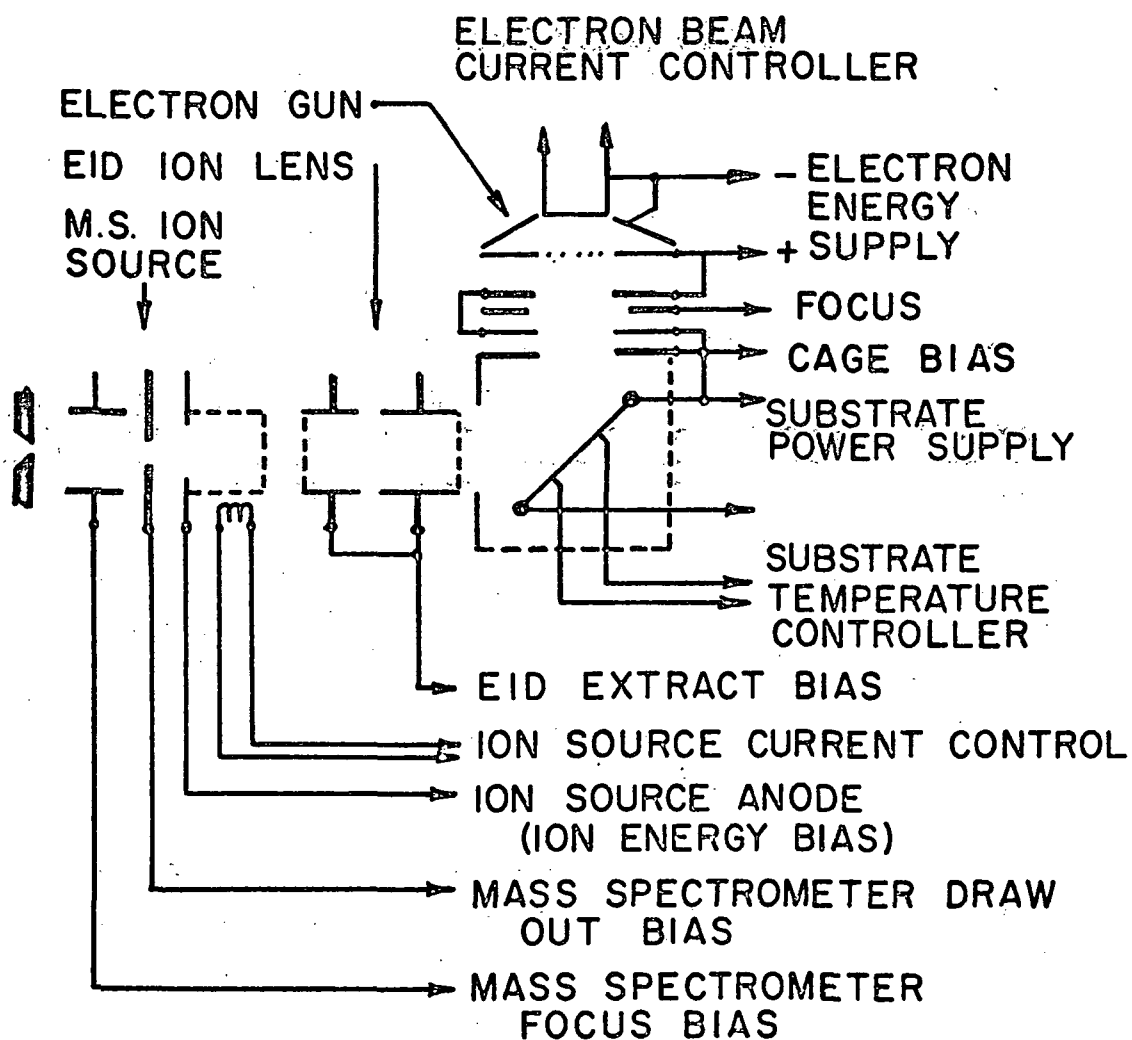 ELECTRON BEAM
CURRENT CONTROLLER
ELECTRON GUN
EID ION LENS
M.S. ION
SOURCE
- ELECTRON
ENERGY
+ SUPPLY
FOCUS
CAGE BIAS
SUBSTRATE
POWER SUPPLY
SUBSTRATE
TEMPERATURE
CONTROLLER
EID EXTRACT BIAS
ION SOURCE CURRENT CONTROL
ION SOURCE ANODE
(ION ENERGY BIAS)
MASS SPECTROMETER DRAW
OUT BIAS
MASS SPECTROMETER
FOCUS BIAS